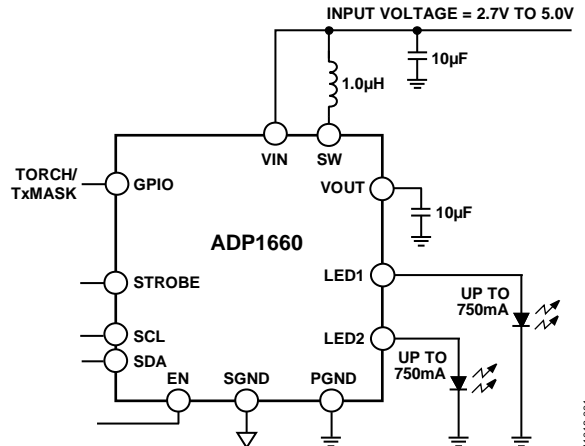 INPUT VOLTAGE = 2.7V TO 5.0V
10µF
1.0µH
VIN
SW
TORCH/
TxMASK
GPIO
VOUT
10µF
ADP1660
STROBE
LED1
UP TO
750mA
SCL
LED2
SDA
UP TO
750mA
EN
SGND
PGND